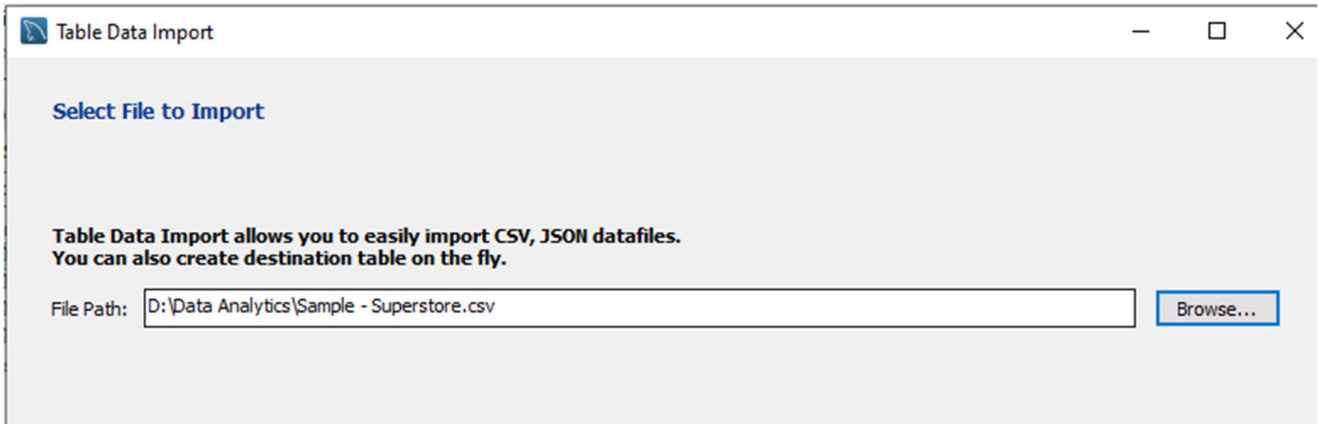 Table Data Import
Select File to Import
Table Data Import allows you to easily import CSV, JSON datafiles.
You can also create destination table on the fly.
File Path: D:\Data Analytics\Sample - Superstore.csv Browse...